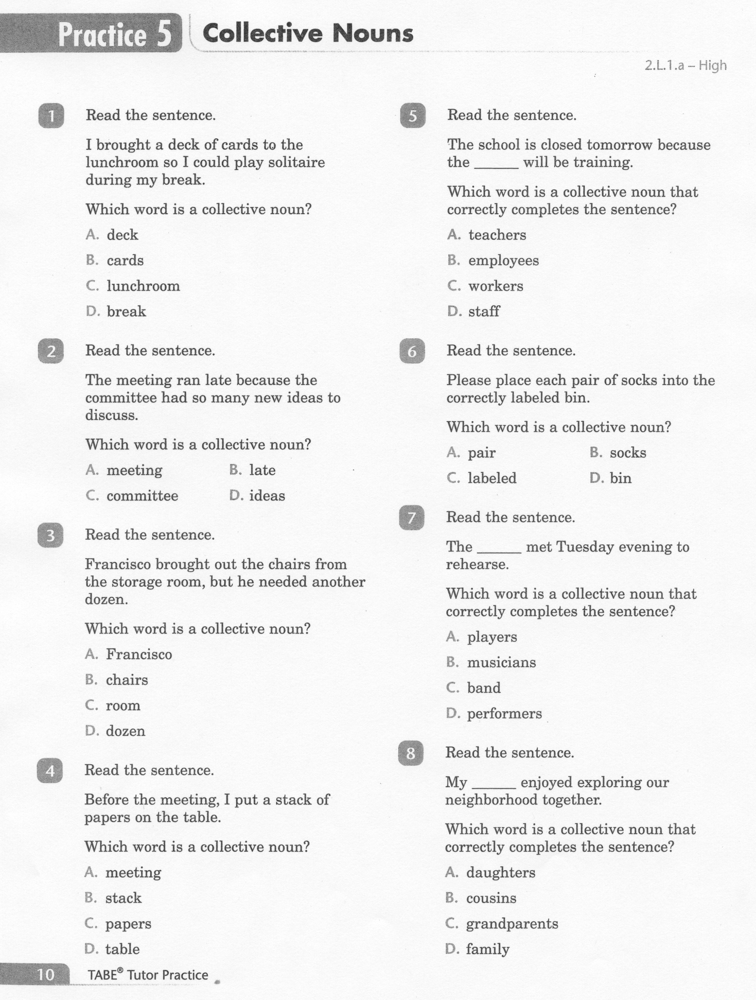 Practice 5
Collective Nouns
2.L.1.a – High
1
Read the sentence.
I brought a deck of cards to the
lunchroom so I could play solitaire
during my break.
Which word is a collective noun?
A. deck
B. cards
C. lunchroom
D. break
2
Read the sentence.
The meeting ran late because the
committee had so many new ideas to
discuss.
Which word is a collective noun?
A. meeting B. late
C. committee D. ideas
3
Read the sentence.
Francisco brought out the chairs from
the storage room, but he needed another
dozen.
Which word is a collective noun?
A. Francisco
B. chairs
C. room
D. dozen
4
Read the sentence.
Before the meeting, I put a stack of
papers on the table.
Which word is a collective noun?
A. meeting
B. stack
C. papers
D. table
5
Read the sentence.
The school is closed tomorrow because
the ______ will be training.
Which word is a collective noun that
correctly completes the sentence?
A. teachers
B. employees
C. workers
D. staff
6
Read the sentence.
Please place each pair of socks into the
correctly labeled bin.
Which word is a collective noun?
A. pair B. socks
C. labeled D. bin
7
Read the sentence.
The ______ met Tuesday evening to
rehearse.
Which word is a collective noun that
correctly completes the sentence?
A. players
B. musicians
C. band
D. performers
8
Read the sentence.
My ______ enjoyed exploring our
neighborhood together.
Which word is a collective noun that
correctly completes the sentence?
A. daughters
B. cousins
C. grandparents
D. family
10
TABE® Tutor Practice